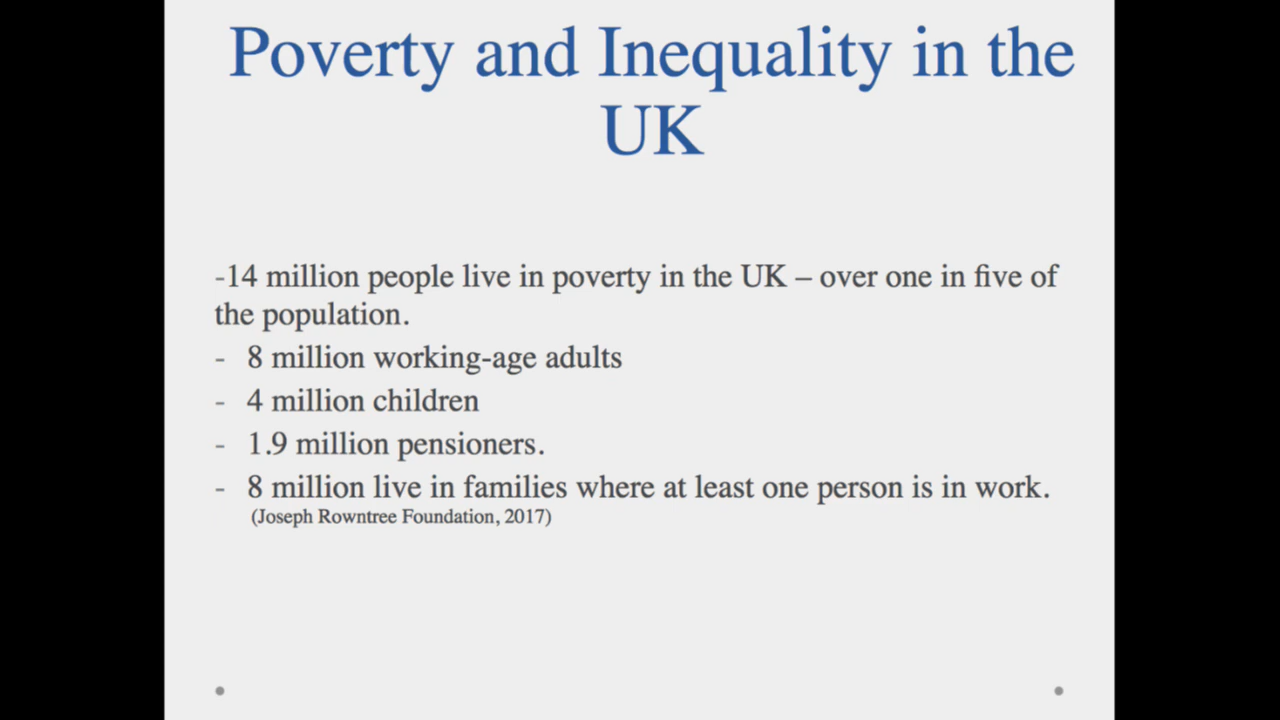 Poverty and Inequality in the
UK
-14 million people live in poverty in the UK – over one in five of
the population.
- 8 million working-age adults
- 4 million children
- 1.9 million pensioners.
- 8 million live in families where at least one person is in work.
(Joseph Rowntree Foundation, 2017)